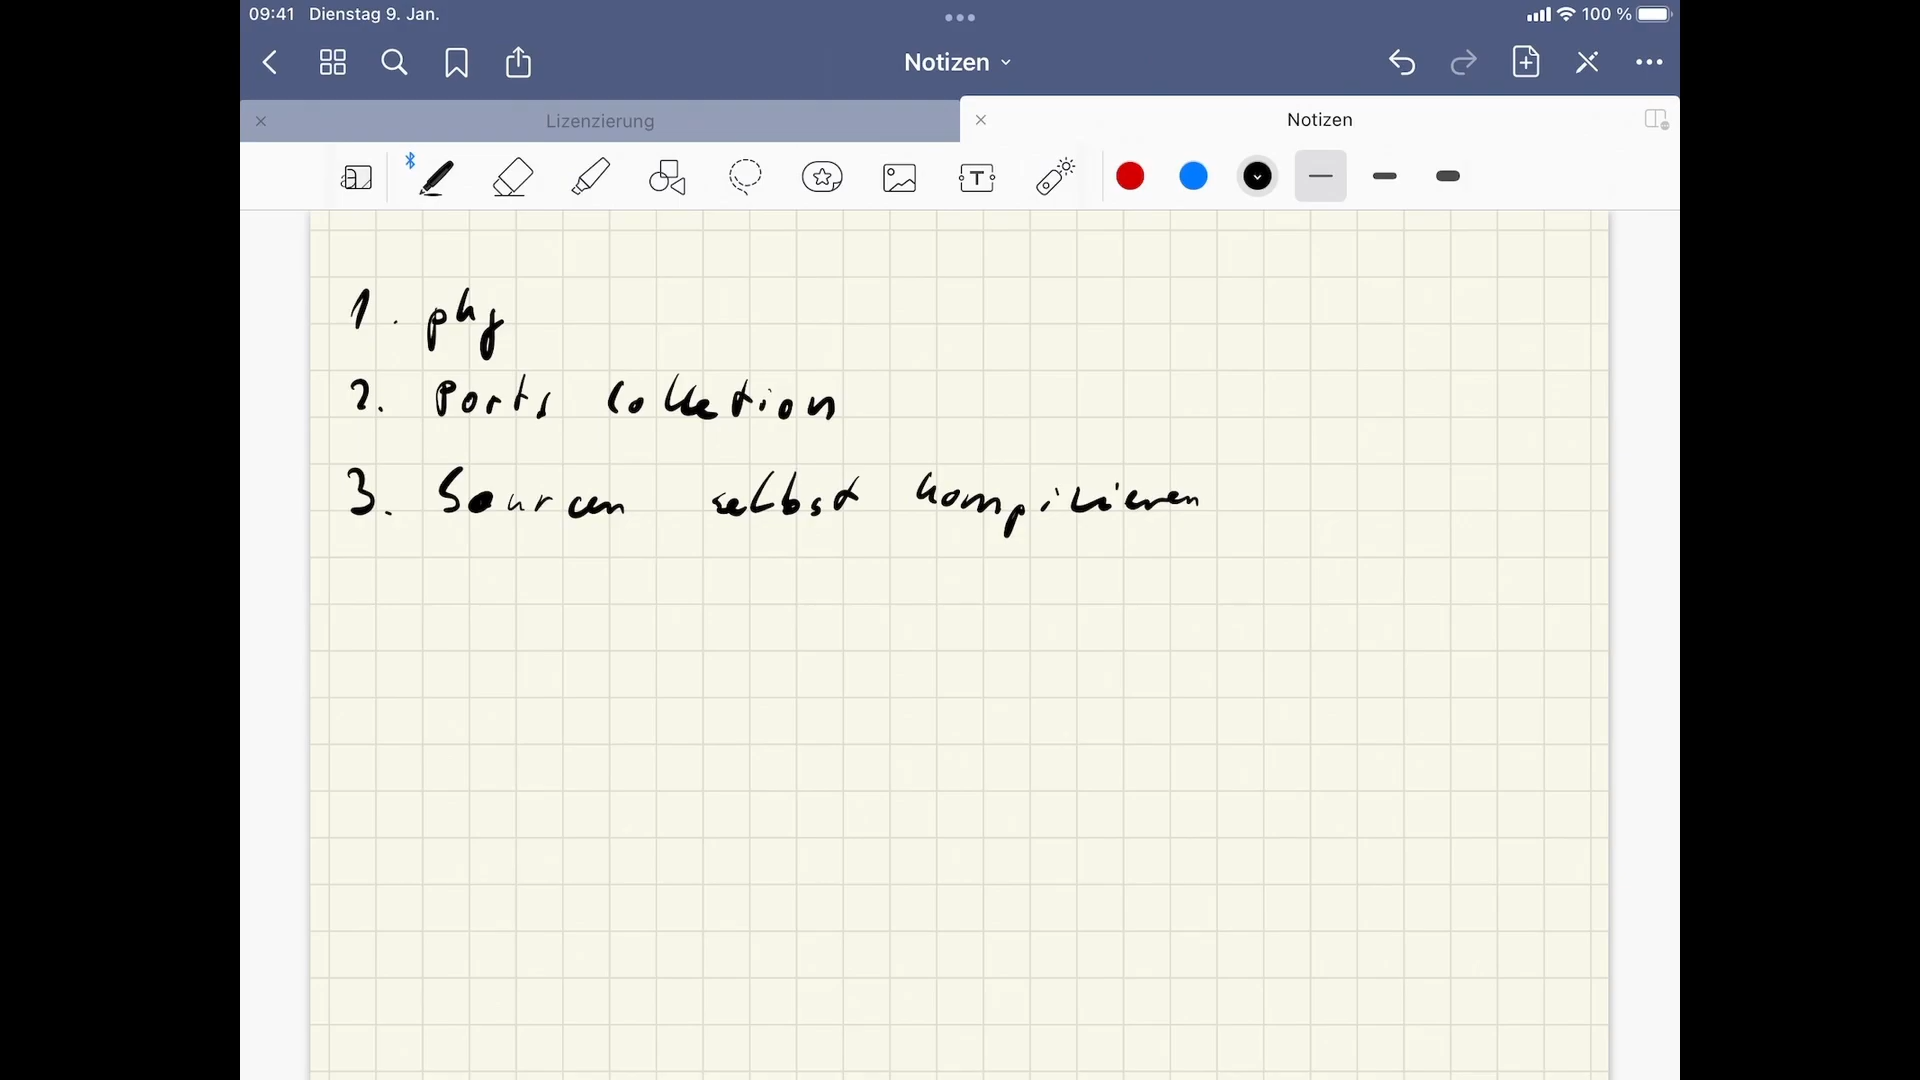 09:41 Dienstag 9. Jan.
100 %
Notizen
Lizenzierung
Notizen
1. pkg
2. Ports Collection
3. Sourcen selbst kompilieren